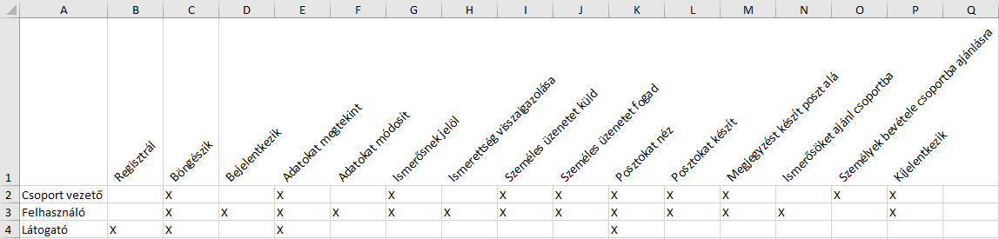 A B C D E F G H I J K L M N O P Q
1 Regisztrál Böngészik Bejelentkezik Adatokat megtekint Adatokat módosít Ismerősnek jelöl Ismerettség visszaigazolása Személes üzenetet küld Személes üzenetet fogad Posztokat néz Posztokat készít Megjegyzést készít poszt alá Ismerősöket ajánl csoportba Személyek bevétele csoportba ajánlásra Kijelentkezik
2 Csoport vezető X X X X X X X X X X
3 Felhasználó X X X X X X X X X X X X X
4 Látogató X X X X